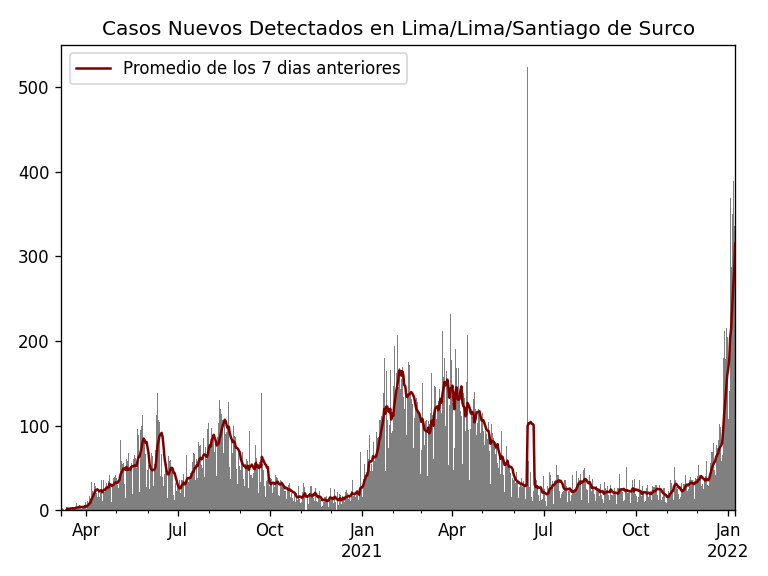 Casos Nuevos Detectados en Lima/Lima/Santiago de Surco
Promedio de los 7 dias anteriores
500
400
300
200
100
0
Apr Jul Oct Jan Apr Jul Oct Jan
2021 2022